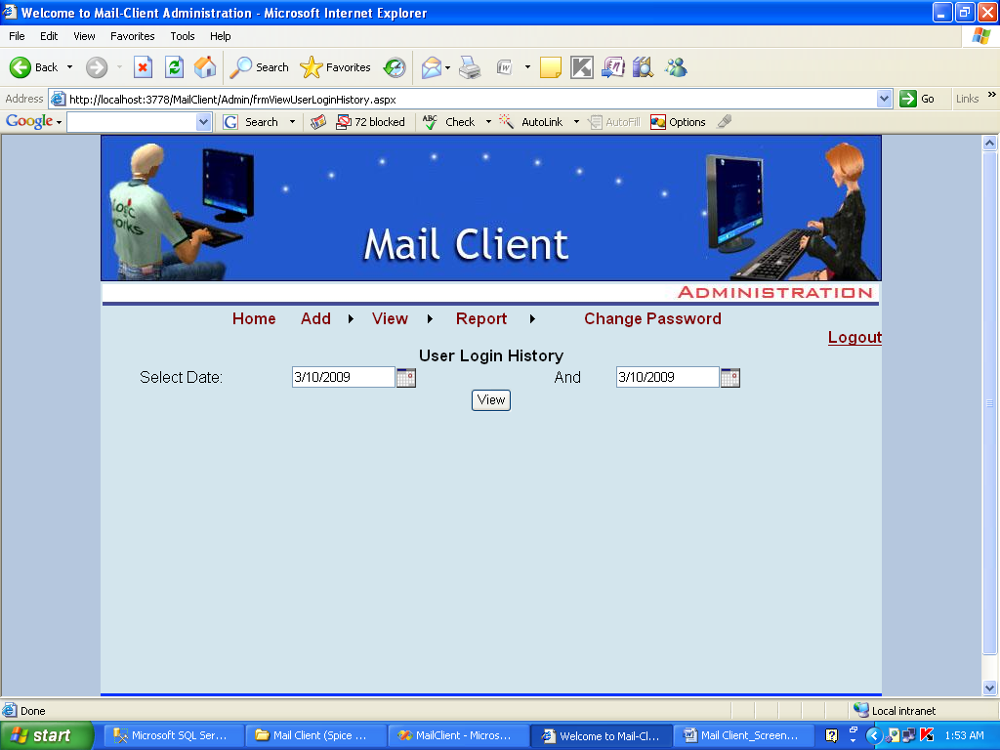 Welcome to Mail-Client Administration - Microsoft Internet Explorer
File Edit View Favorites Tools Help
Back Search Favorites
Address http://localhost:3778/MailClient/Admin/frmViewUserLoginHistory.aspx Go Links »
Google G Search 72 blocked ABC Check AutoLink AutoFill Options
Mail Client
Administration
Home Add View Report Change Password
Logout
User Login History
Select Date: 3/10/2009 And 3/10/2009
View
Done Local intranet
start Microsoft SQL Ser... Mail Client (Spice ... MailClient - Micros... Welcome to Mail-Cl... Mail Client_Screen... 1:53 AM